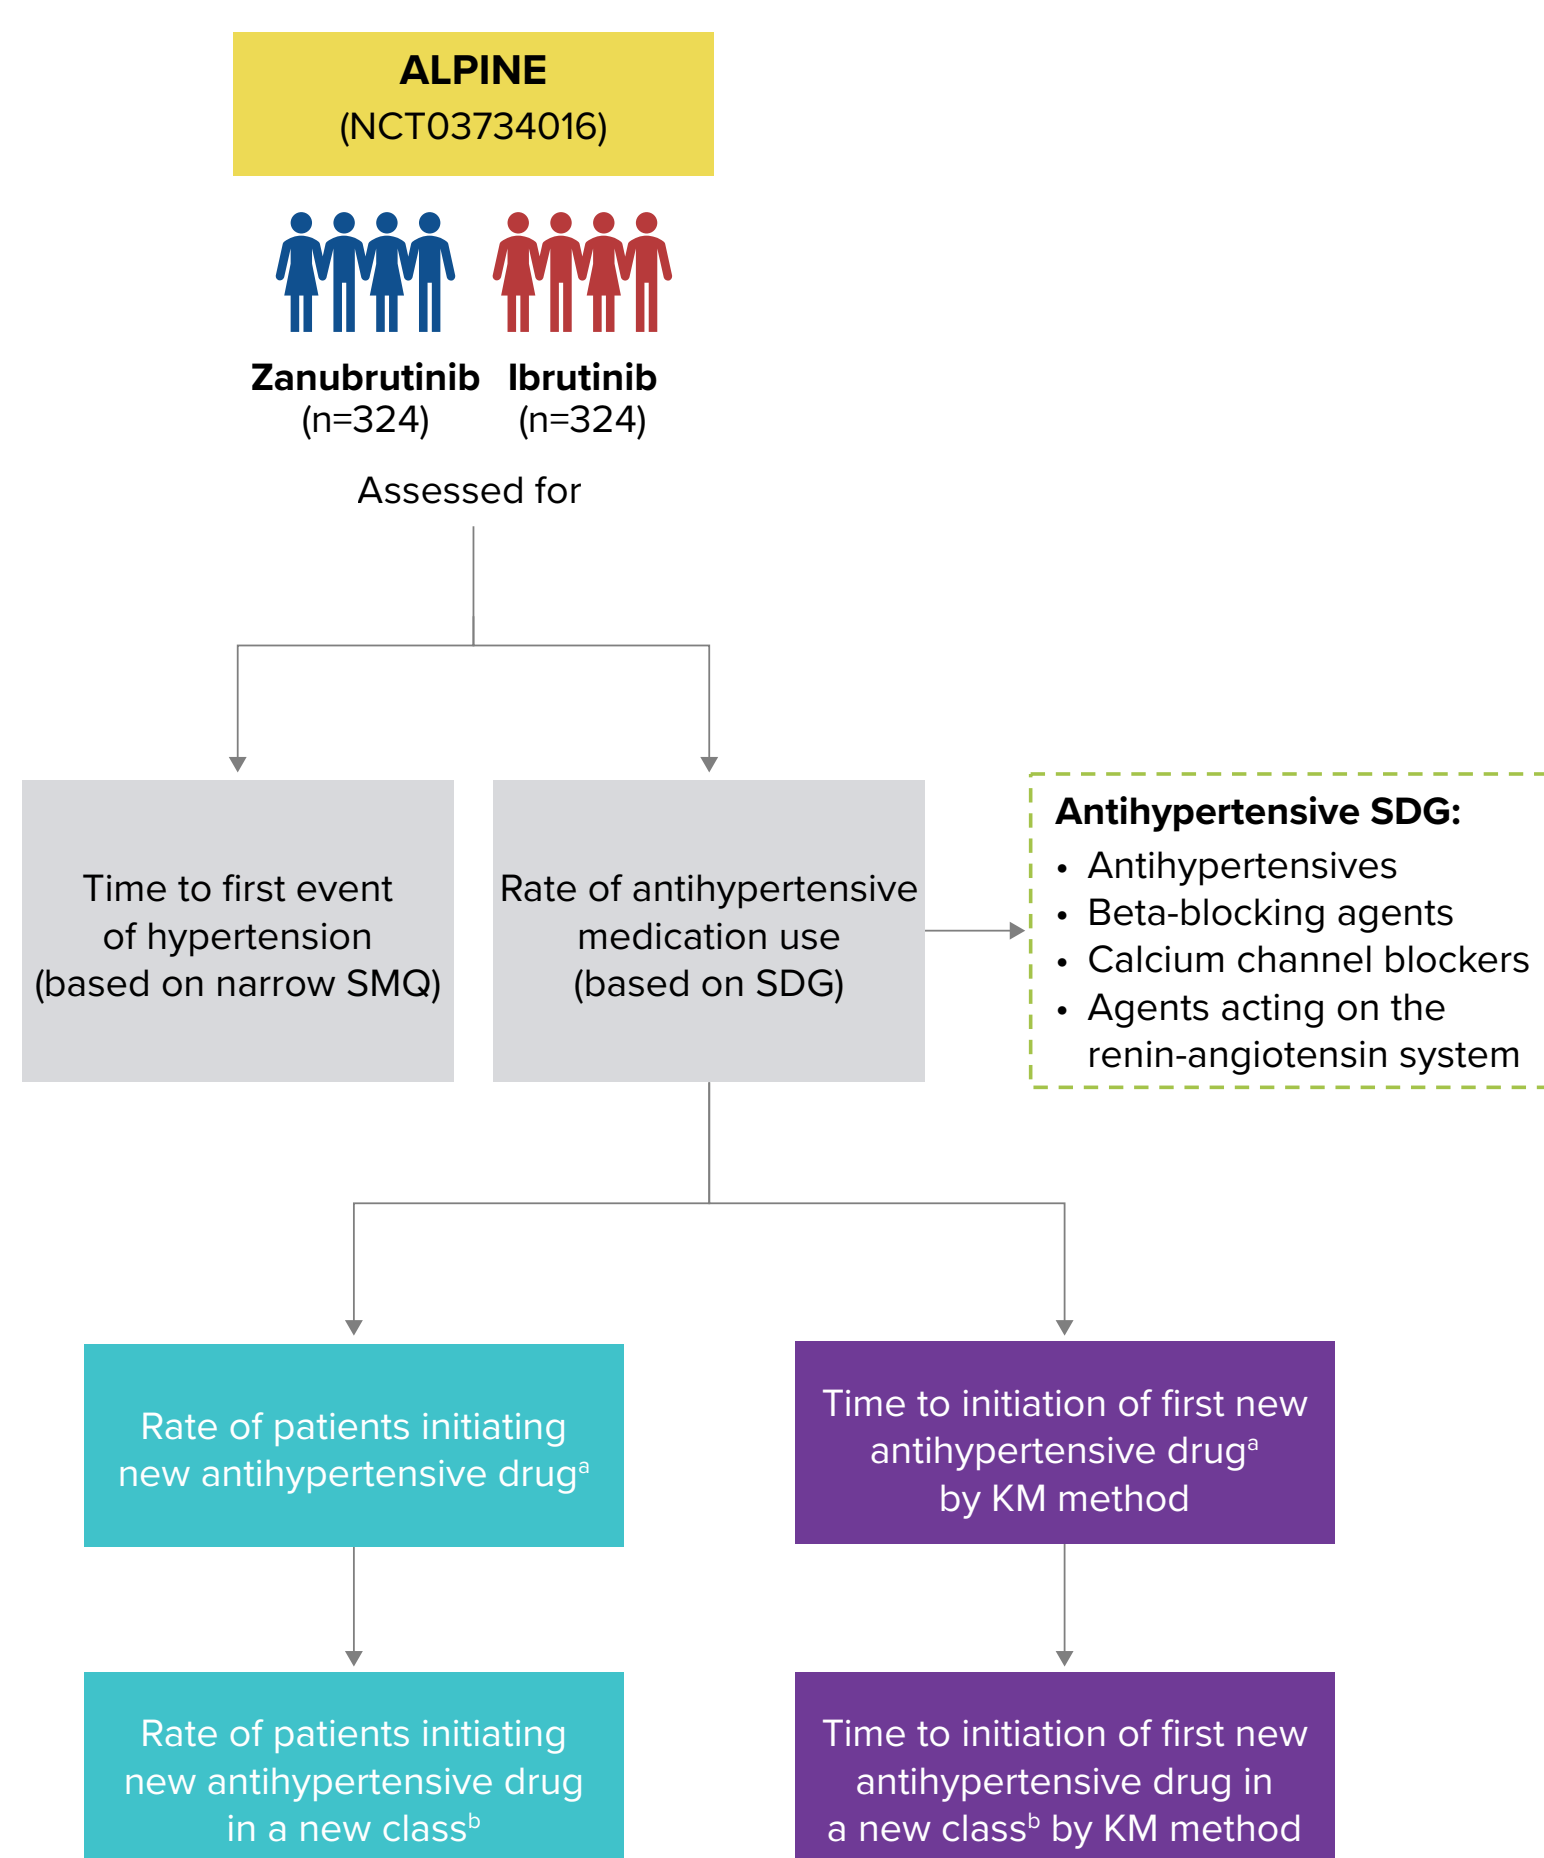 ALPINE
(NCT03734016)
Zanubrutinib
(n=324)
Ibrutinib
(n=324)
Assessed for
Time to first event
of hypertension
(based on narrow SMQ)
Rate of antihypertensive
medication use
(based on SDG)
Antihypertensive SDG:
• Antihypertensives
• Beta-blocking agents
• Calcium channel blockers
• Agents acting on the
renin-angiotensin system
Rate of patients initiating
new antihypertensive drugᵃ
Time to initiation of first new
antihypertensive drugᵃ
by KM method
Rate of patients initiating
new antihypertensive drug
in a new classᵇ
Time to initiation of first new
antihypertensive drug in
a new classᵇ by KM method